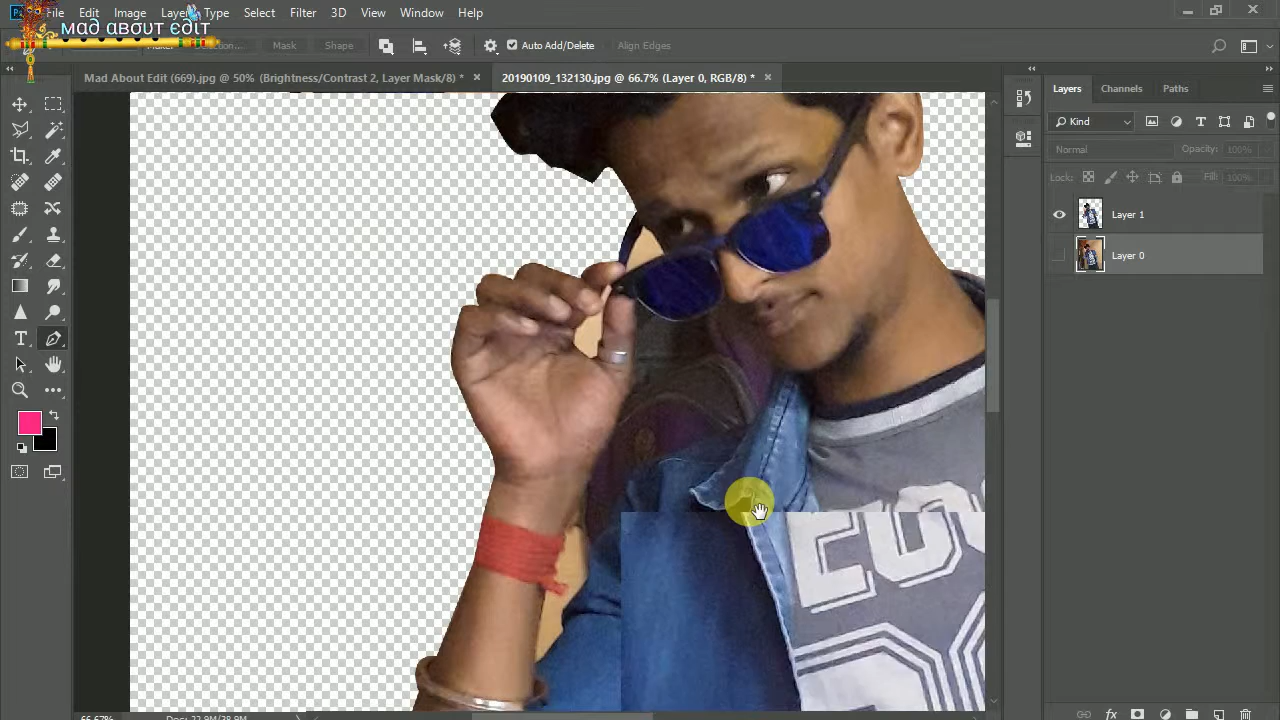 File Edit Image Layer Type Select Filter 3D View Window Help
mad about edit
Selection... Mask Shape Auto Add/Delete Align Edges
Mad About Edit (669).jpg @ 50% (Brightness/Contrast 2, Layer Mask/8) * × 20190109_132130.jpg @ 66.7% (Layer 0, RGB/8) * ×
Layers Channels Paths
Kind
Normal Opacity: 100%
Lock: Fill: 100%
Layer 1
Layer 0
T
66.67% Doc: 22.9M/38.9M
fx